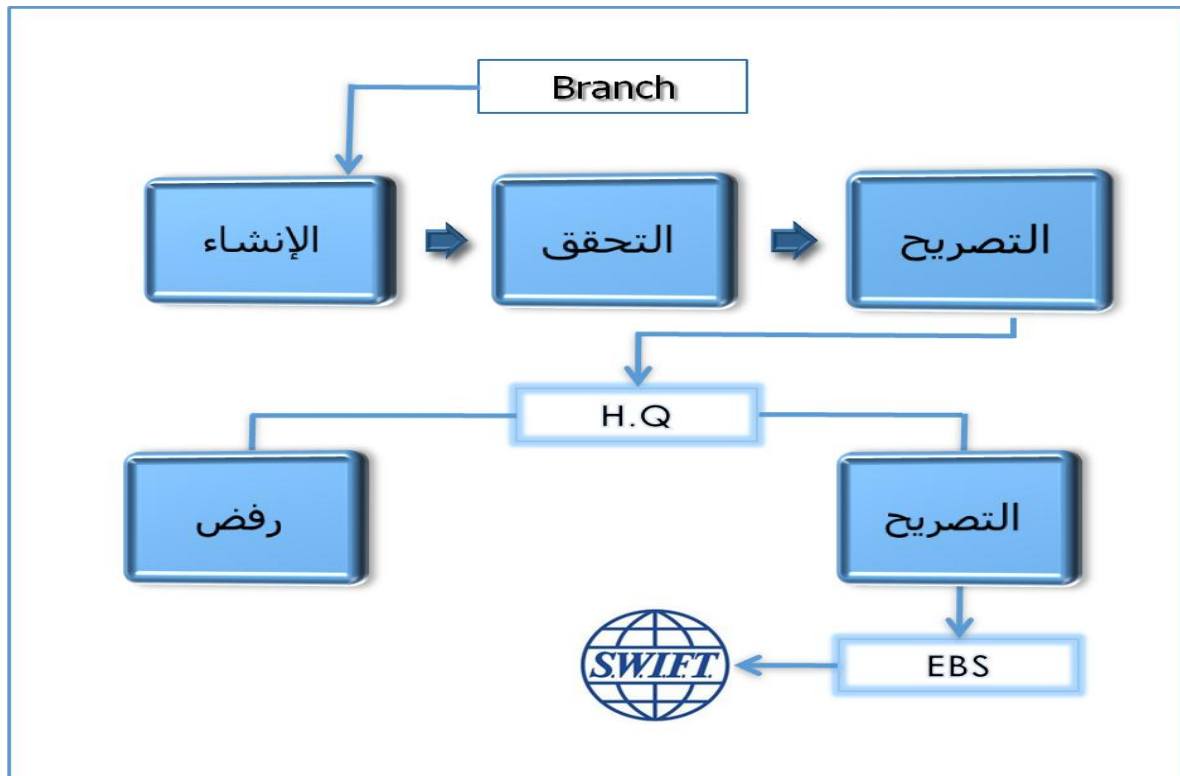 Branch
الإنشاء
التحقق
التصريح
H.Q
رفض
التصريح
EBS
S.W.I.F.T.